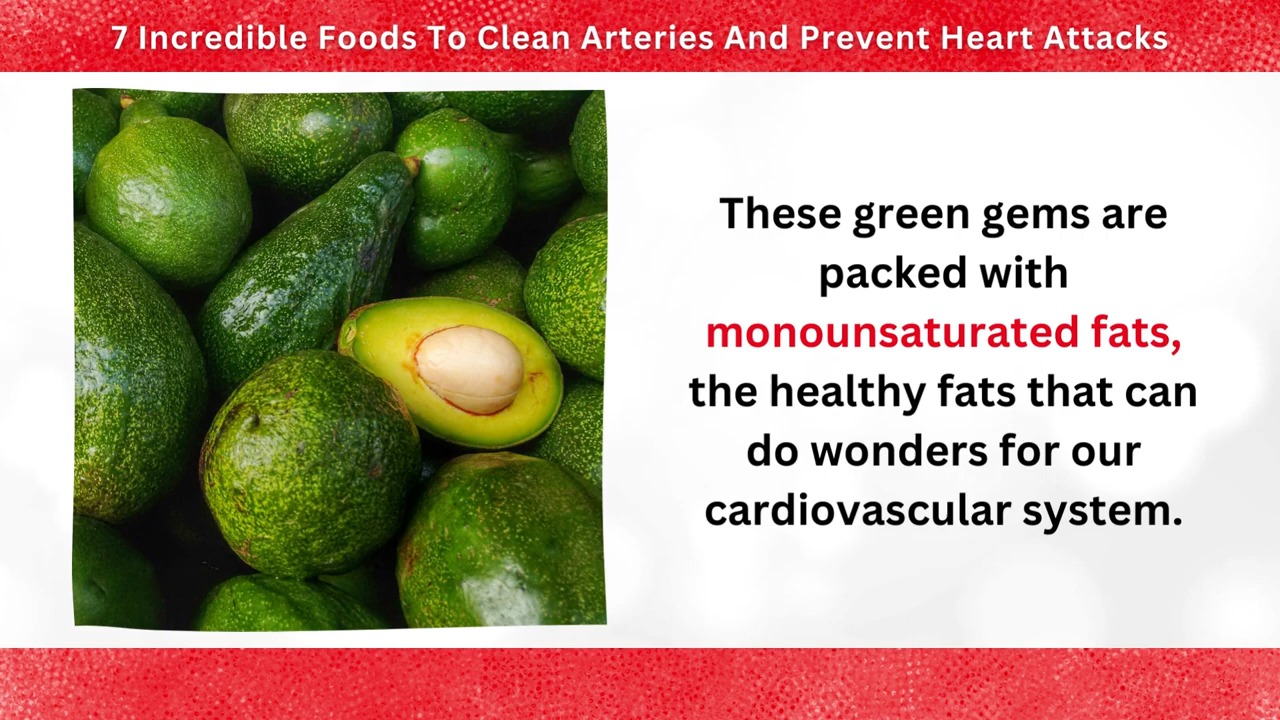 7 Incredible Foods To Clean Arteries And Prevent Heart Attacks
These green gems are
packed with
monounsaturated fats,
the healthy fats that can
do wonders for our
cardiovascular system.